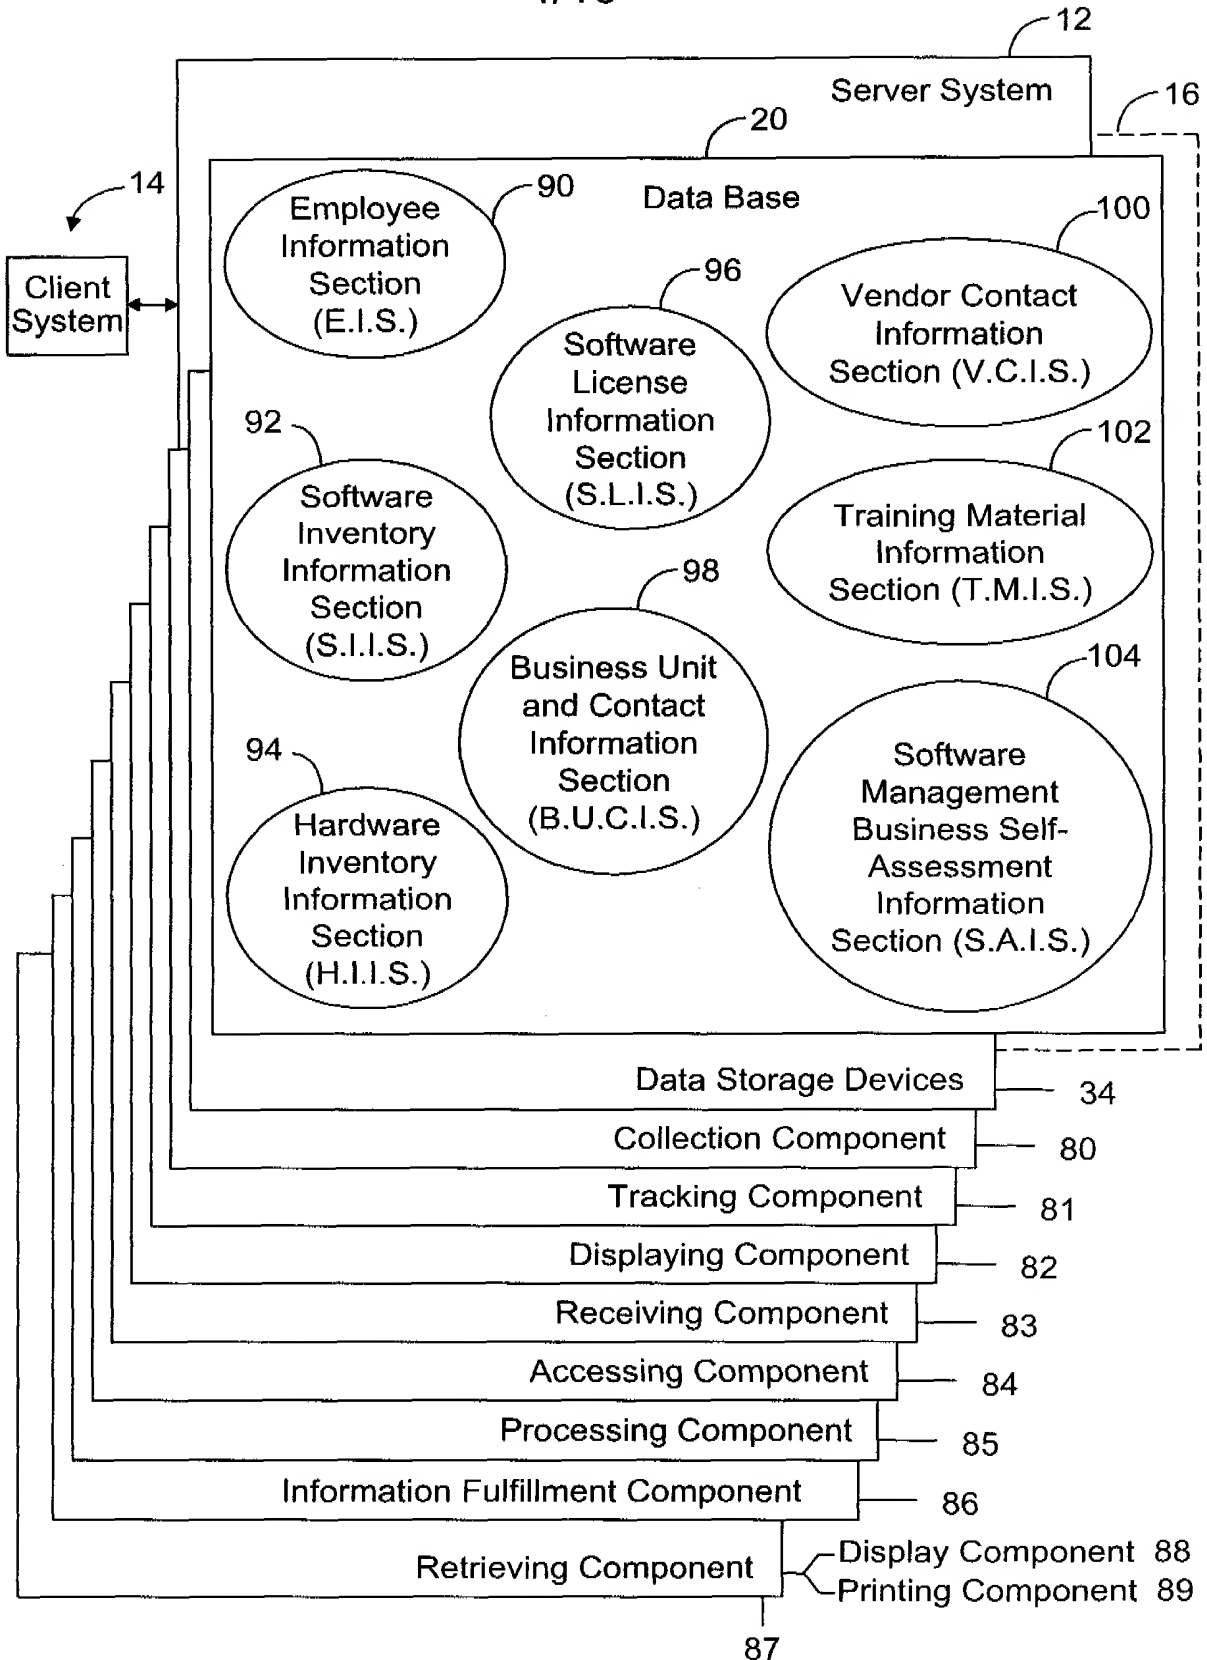 12
Server System
16
20
14
90
Data Base
100
Employee
Information
Section
(E.I.S.)
96
Client
System
Vendor Contact
Information
Section (V.C.I.S.)
Software
License
Information
Section
(S.L.I.S.)
92
102
Software
Inventory
Information
Section
(S.I.I.S.)
Training Material
Information
Section (T.M.I.S.)
98
Business Unit
and Contact
Information
Section
(B.U.C.I.S.)
104
94
Software
Management
Business Self-
Assessment
Information
Section (S.A.I.S.)
Hardware
Inventory
Information
Section
(H.I.I.S.)
Data Storage Devices 34
Collection Component 80
Tracking Component 81
Displaying Component 82
Receiving Component 83
Accessing Component 84
Processing Component 85
Information Fulfillment Component 86
Retrieving Component
Display Component 88
Printing Component 89
87